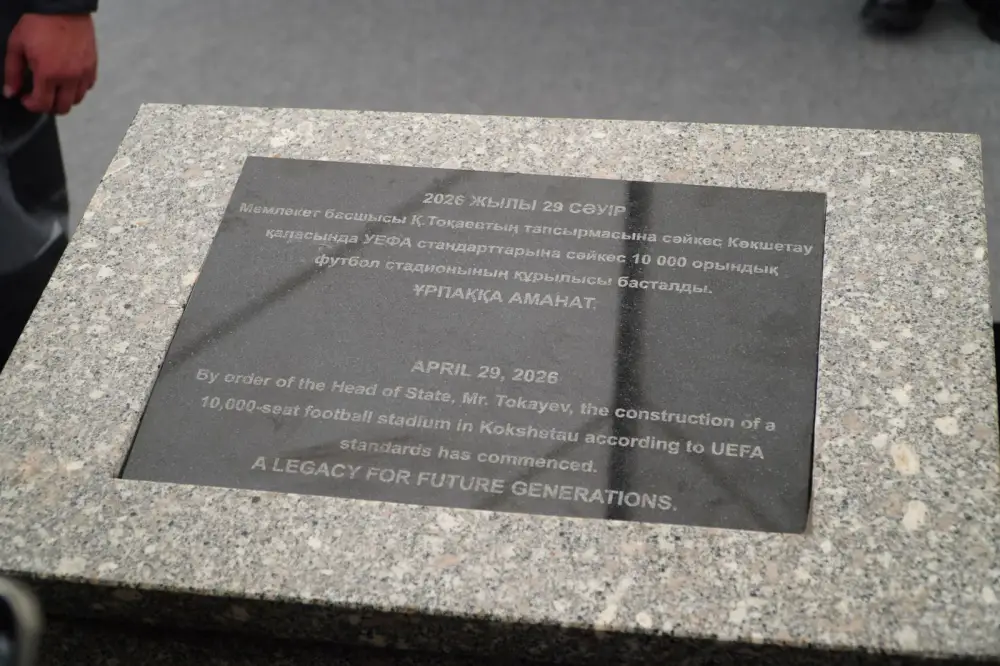 2026 ЖЫЛЫ 29 СӘУІР
Мемлекет басшысы Қ.Тоқаевтың тапсырмасына сәйкес Көкшетау
қаласында УЕФА стандарттарына сәйкес 10 000 орындық
футбол стадионының құрылысы басталды.
ҰРПАҚҚА АМАНАТ.
APRIL 29, 2026
By order of the Head of State, Mr. Tokayev, the construction of a
10,000-seat football stadium in Kokshetau according to UEFA
standards has commenced.
A LEGACY FOR FUTURE GENERATIONS.